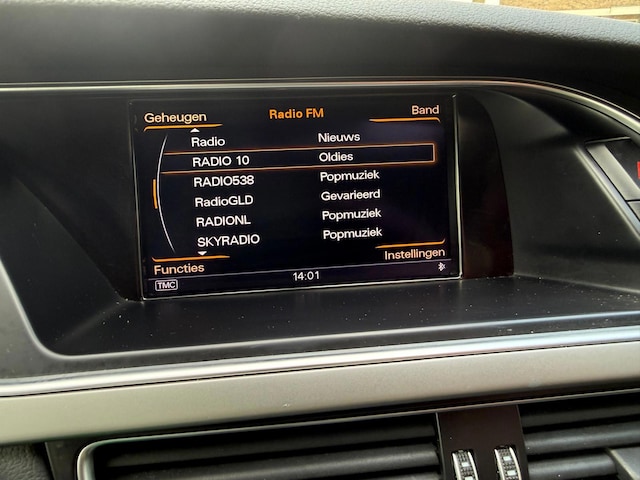 Geheugen Radio FM Band
Radio Nieuws
RADIO 10 Oldies
RADIO538 Popmuziek
RadioGLD Gevarieerd
RADIONL Popmuziek
SKYRADIO Popmuziek
Functies Instellingen
TMC 14:01